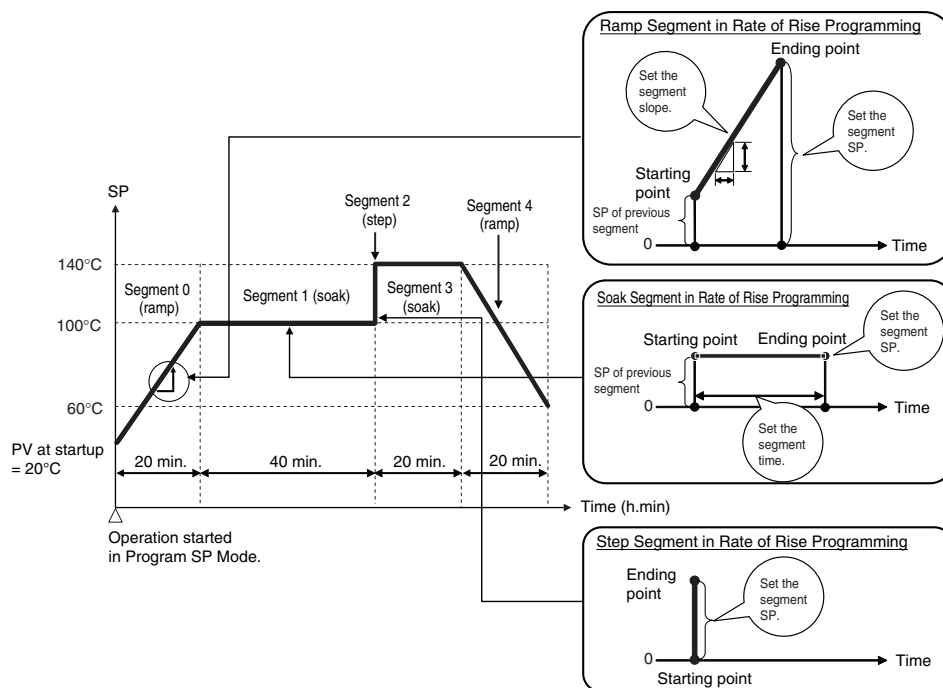 SP
140°C
100°C
60°C
PV at startup
= 20°C
Segment 0
(ramp)
Segment 1 (soak)
Segment 2
(step)
Segment 3
(soak)
Segment 4
(ramp)
20 min.
40 min.
20 min.
20 min.
Time (h.min)
Operation started
in Program SP Mode.
Ramp Segment in Rate of Rise Programming
Ending point
Set the
segment
slope.
Set the
segment
SP.
Starting
point
SP of previous
segment
0
Time
Soak Segment in Rate of Rise Programming
Starting point
Ending point
Set the
segment
SP.
SP of previous
segment
0
Time
Set the
segment
time.
Step Segment in Rate of Rise Programming
Ending
point
Set the
segment
SP.
0
Time
Starting point